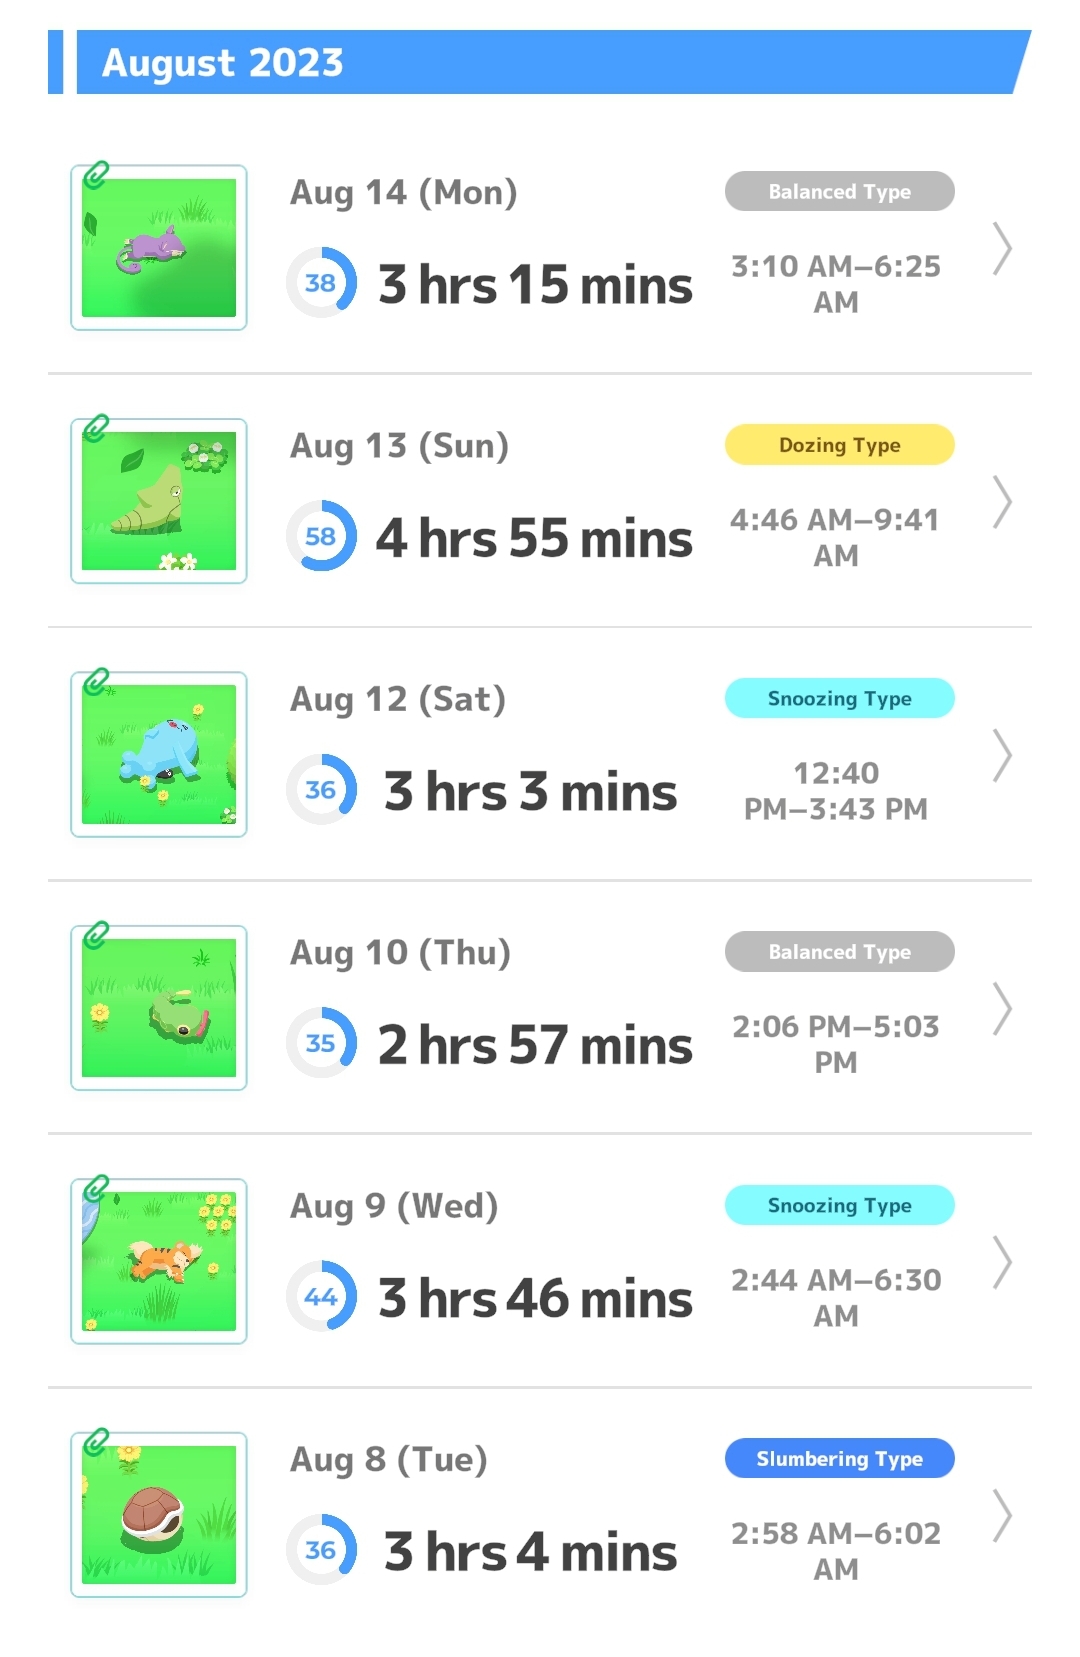 August 2023
Aug 14 (Mon)
Balanced Type
38
3 hrs 15 mins
3:10 AM–6:25
AM
Aug 13 (Sun)
Dozing Type
58
4 hrs 55 mins
4:46 AM–9:41
AM
Aug 12 (Sat)
Snoozing Type
36
3 hrs 3 mins
12:40
PM–3:43 PM
Aug 10 (Thu)
Balanced Type
35
2 hrs 57 mins
2:06 PM–5:03
PM
Aug 9 (Wed)
Snoozing Type
44
3 hrs 46 mins
2:44 AM–6:30
AM
Aug 8 (Tue)
Slumbering Type
36
3 hrs 4 mins
2:58 AM–6:02
AM